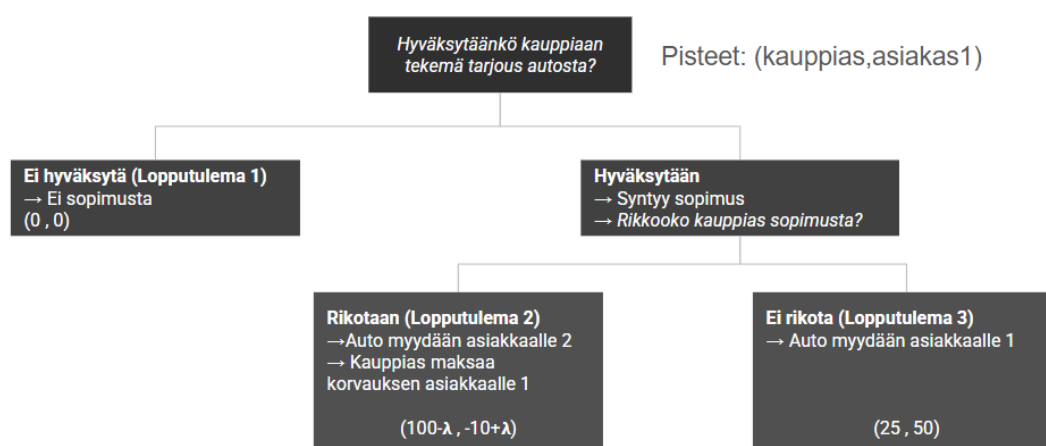 Hyväksytäänkö kauppiaan
tekemä tarjous autosta?
Pisteet: (kauppias,asiakas1)
Ei hyväksytä (Lopputulema 1)
→ Ei sopimusta
(0 , 0)
Hyväksytään
→ Syntyy sopimus
→ Rikkooko kauppias sopimusta?
Rikotaan (Lopputulema 2)
→Auto myydään asiakkaalle 2
→ Kauppias maksaa
korvauksen asiakkaalle 1
(100-λ , -10+λ)
Ei rikota (Lopputulema 3)
→ Auto myydään asiakkaalle 1
(25 , 50)